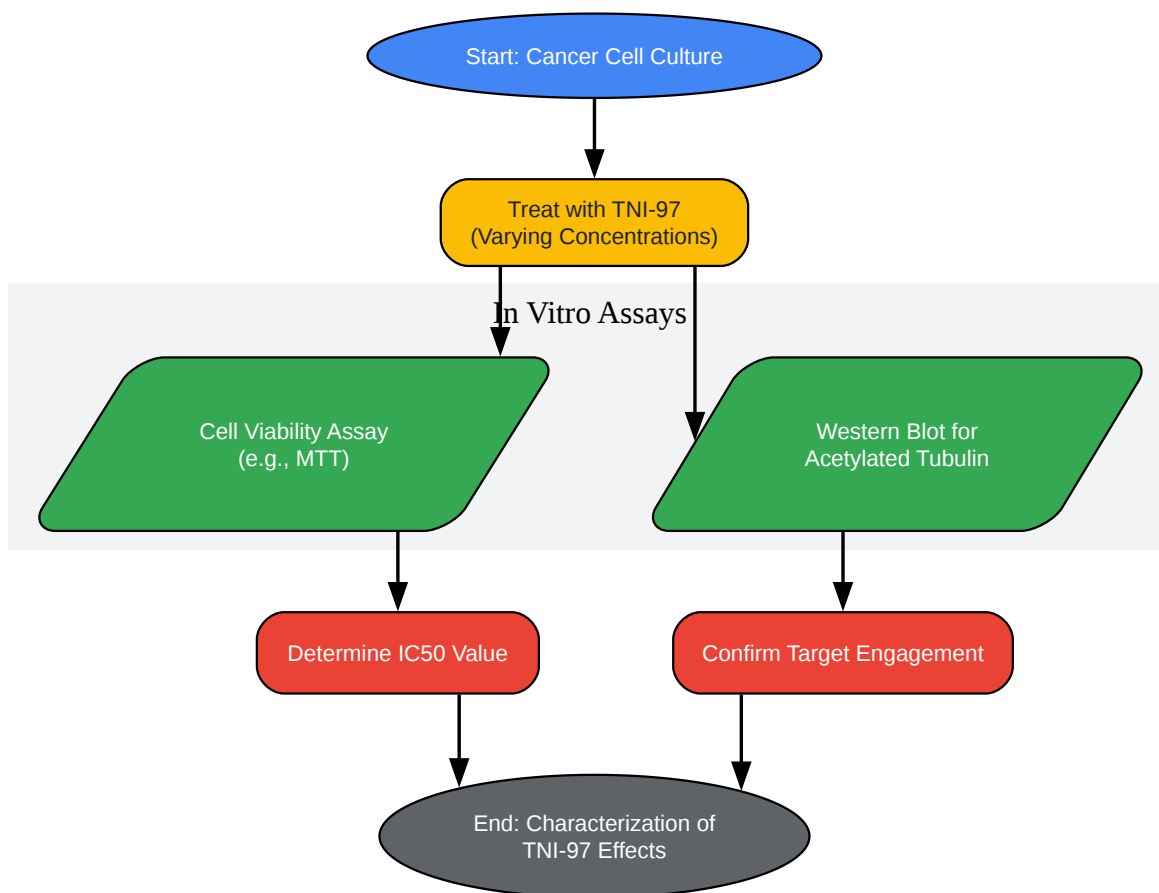 Start: Cancer Cell Culture
Treat with TNI-97
(Varying Concentrations)
In Vitro Assays
Cell Viability Assay
(e.g., MTT)
Western Blot for
Acetylated Tubulin
Determine IC50 Value
Confirm Target Engagement
End: Characterization of
TNI-97 Effects